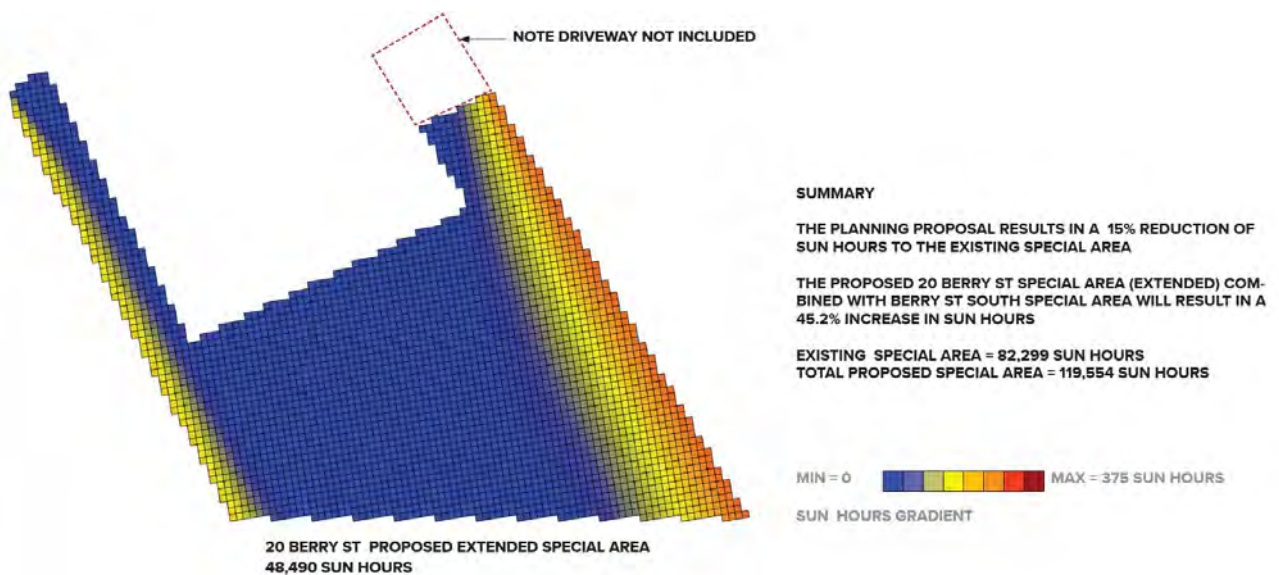 NOTE DRIVEWAY NOT INCLUDED
SUMMARY
THE PLANNING PROPOSAL RESULTS IN A 15% REDUCTION OF
SUN HOURS TO THE EXISTING SPECIAL AREA
THE PROPOSED 20 BERRY ST SPECIAL AREA (EXTENDED) COM-
BINED WITH BERRY ST SOUTH SPECIAL AREA WILL RESULT IN A
45.2% INCREASE IN SUN HOURS
EXISTING SPECIAL AREA = 82,299 SUN HOURS
TOTAL PROPOSED SPECIAL AREA = 119,554 SUN HOURS
MIN = 0 MAX = 375 SUN HOURS
SUN HOURS GRADIENT
20 BERRY ST PROPOSED EXTENDED SPECIAL AREA
48,490 SUN HOURS